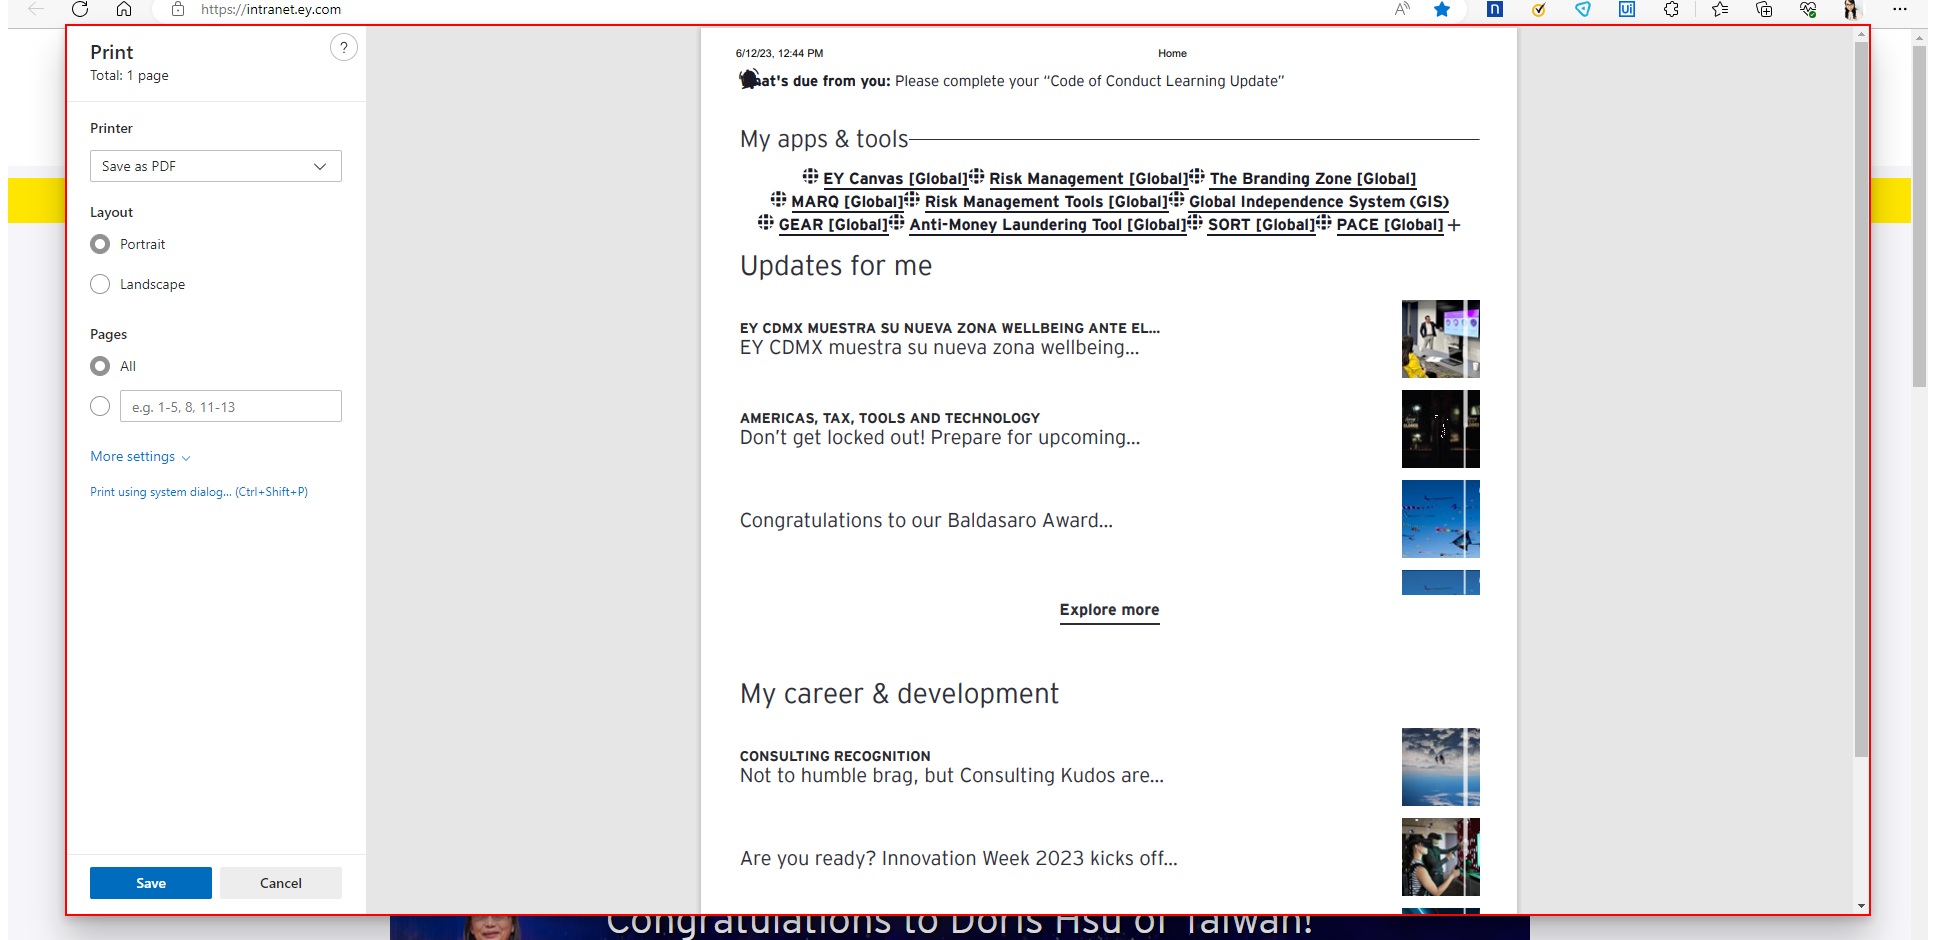 https://intranet.ey.com
Print
?
Total: 1 page
Printer
Save as PDF
Layout
Portrait
Landscape
Pages
All
e.g. 1-5, 8, 11-13
More settings
Print using system dialog... (Ctrl+Shift+P)
Save
Cancel
6/12/23, 12:44 PM
Home
at's due from you: Please complete your “Code of Conduct Learning Update”
My apps & tools
EY Canvas [Global] Risk Management [Global] The Branding Zone [Global]
MARQ [Global] Risk Management Tools [Global] Global Independence System (GIS)
GEAR [Global] Anti-Money Laundering Tool [Global] SORT [Global] PACE [Global] +
Updates for me
EY CDMX MUESTRA SU NUEVA ZONA WELLBEING ANTE EL...
EY CDMX muestra su nueva zona wellbeing...
AMERICAS, TAX, TOOLS AND TECHNOLOGY
Don’t get locked out! Prepare for upcoming...
Congratulations to our Baldasaro Award...
Explore more
My career & development
CONSULTING RECOGNITION
Not to humble brag, but Consulting Kudos are...
Are you ready? Innovation Week 2023 kicks off...
Congratulations to Doris Hsu of Taiwan!